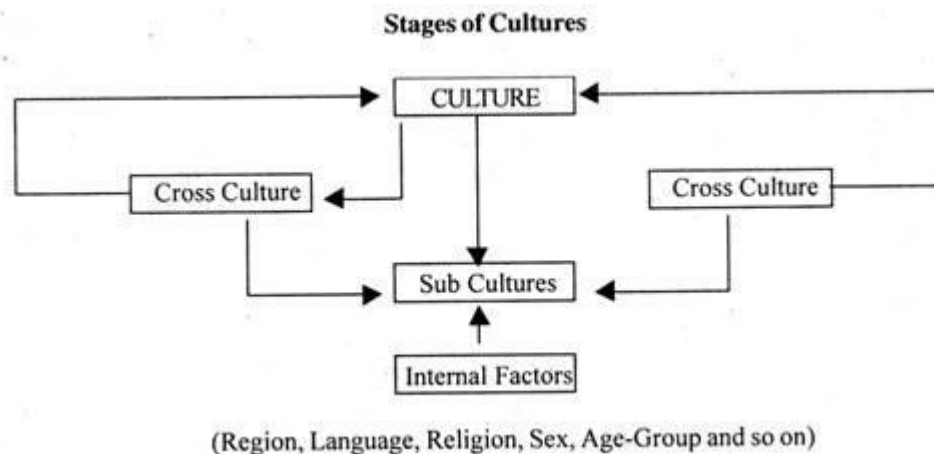 Stages of Cultures
CULTURE
Cross Culture
Cross Culture
Sub Cultures
Internal Factors
(Region, Language, Religion, Sex, Age-Group and so on)